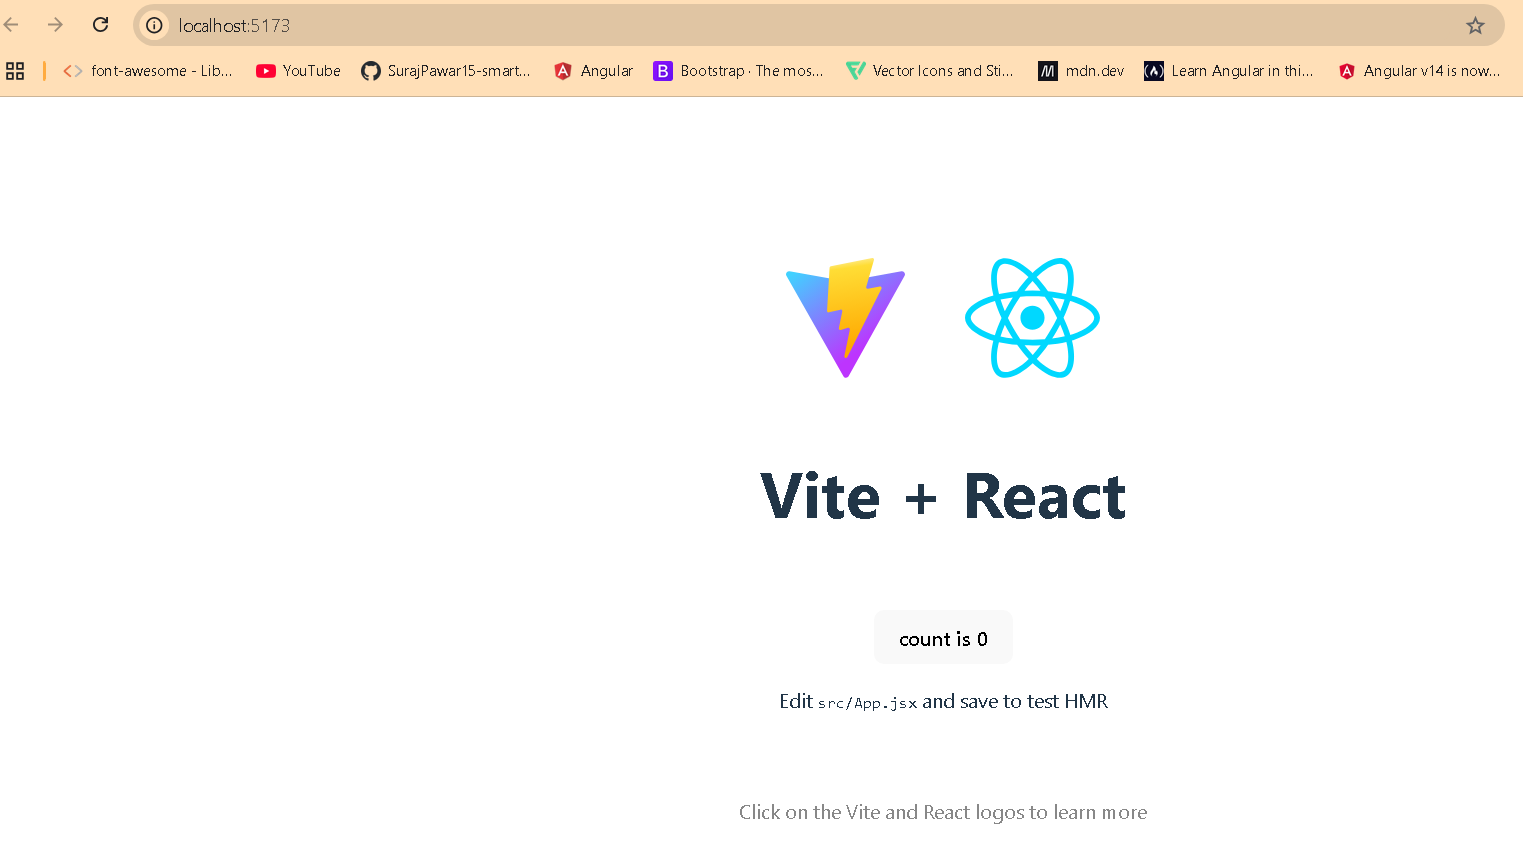 localhost:5173
font-awesome - Lib... YouTube SurajPawar15-smart... Angular Bootstrap · The mos... Vector Icons and Sti... mdn.dev Learn Angular in thi... Angular v14 is now...
Vite + React
count is 0
Edit src/App.jsx and save to test HMR
Click on the Vite and React logos to learn more